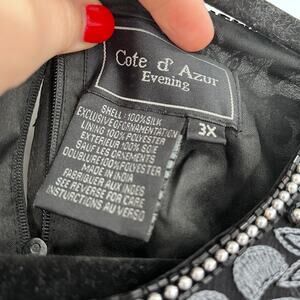 Cote d' Azur
Evening
3X
SHELL: 100% SILK
EXCLUSIVE OF ORNAMENTATION
LINING 100% POLYESTER
EXTERIEUR 100% SOIE
SAUF LES ORNEMENTS
DOUBLURE 100% POLYESTER
MADE IN INDIA
FABRIQUE AUX INDES
SEE REVERSE FOR CARE
INSTURCTIONS AU VERSO